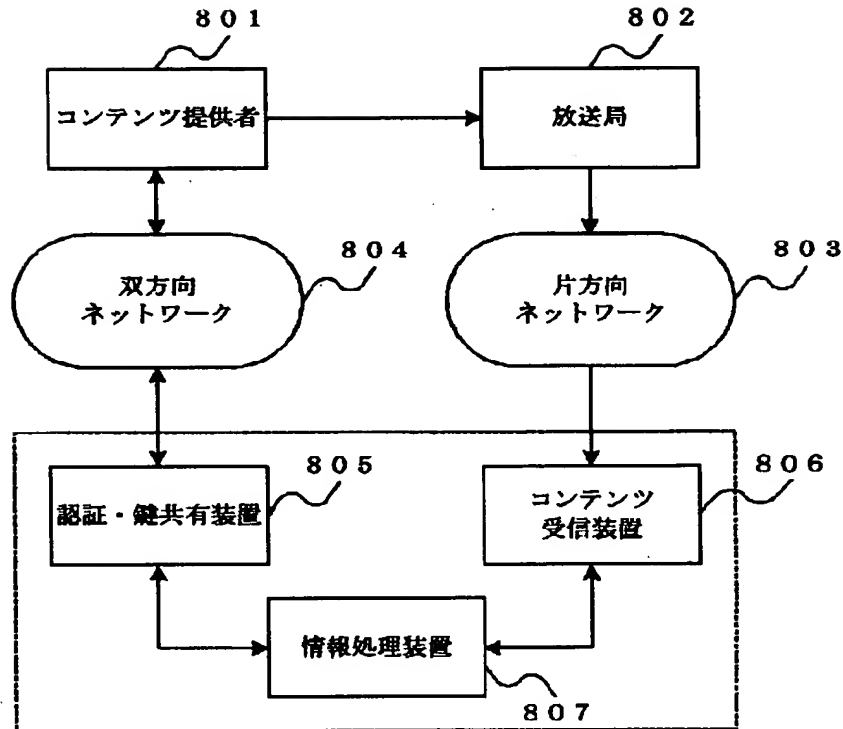 801
802
コンテンツ提供者
放送局
804
803
双方向
ネットワーク
片方向
ネットワーク
805
806
認証・鍵共有装置
コンテンツ
受信装置
情報処理装置
807